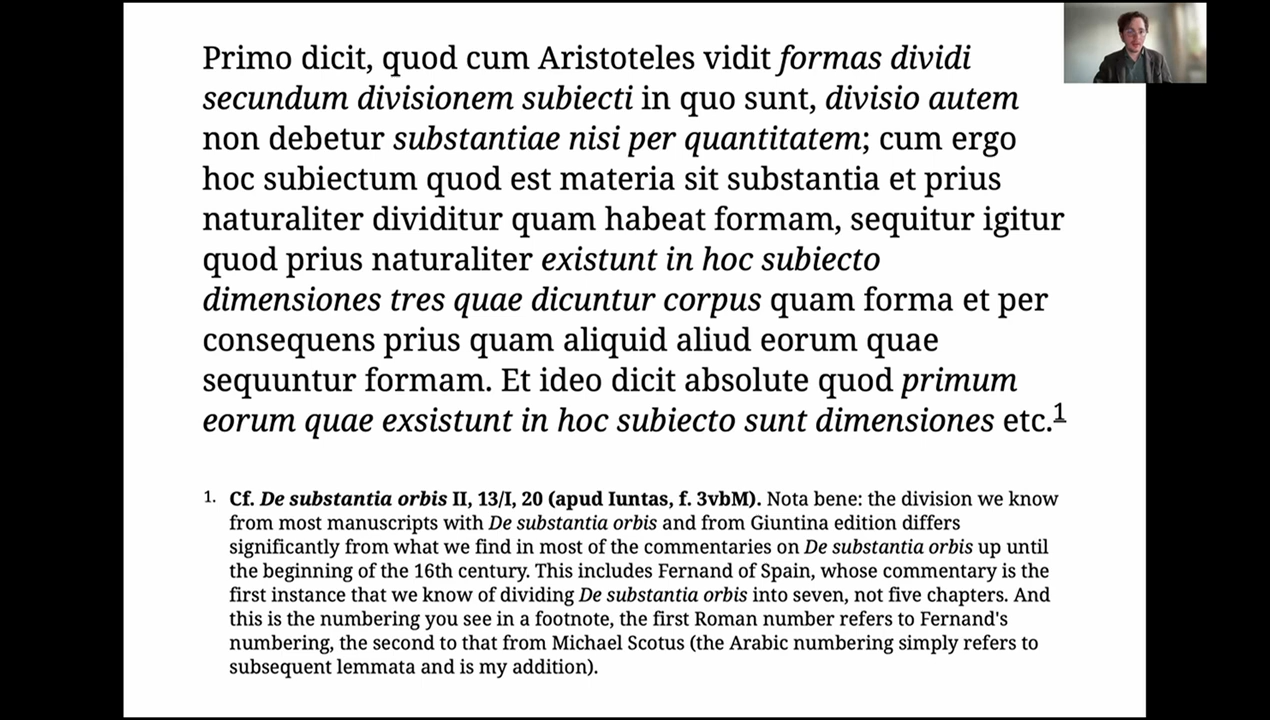 Primo dicit, quod cum Aristoteles vidit formas dividi
secundum divisionem subiecti in quo sunt, divisio autem
non debetur substantiae nisi per quantitatem; cum ergo
hoc subiectum quod est materia sit substantia et prius
naturaliter dividitur quam habeat formam, sequitur igitur
quod prius naturaliter existunt in hoc subiecto
dimensiones tres quae dicuntur corpus quam forma et per
consequens prius quam aliquid aliud eorum quae
sequuntur formam. Et ideo dicit absolute quod primum
eorum quae exsistunt in hoc subiecto sunt dimensiones etc.1
1. Cf. De substantia orbis II, 13/I, 20 (apud Iuntas, f. 3vbM). Nota bene: the division we know
from most manuscripts with De substantia orbis and from Giuntina edition differs
significantly from what we find in most of the commentaries on De substantia orbis up until
the beginning of the 16th century. This includes Fernand of Spain, whose commentary is the
first instance that we know of dividing De substantia orbis into seven, not five chapters. And
this is the numbering you see in a footnote, the first Roman number refers to Fernand's
numbering, the second to that from Michael Scotus (the Arabic numbering simply refers to
subsequent lemmata and is my addition).